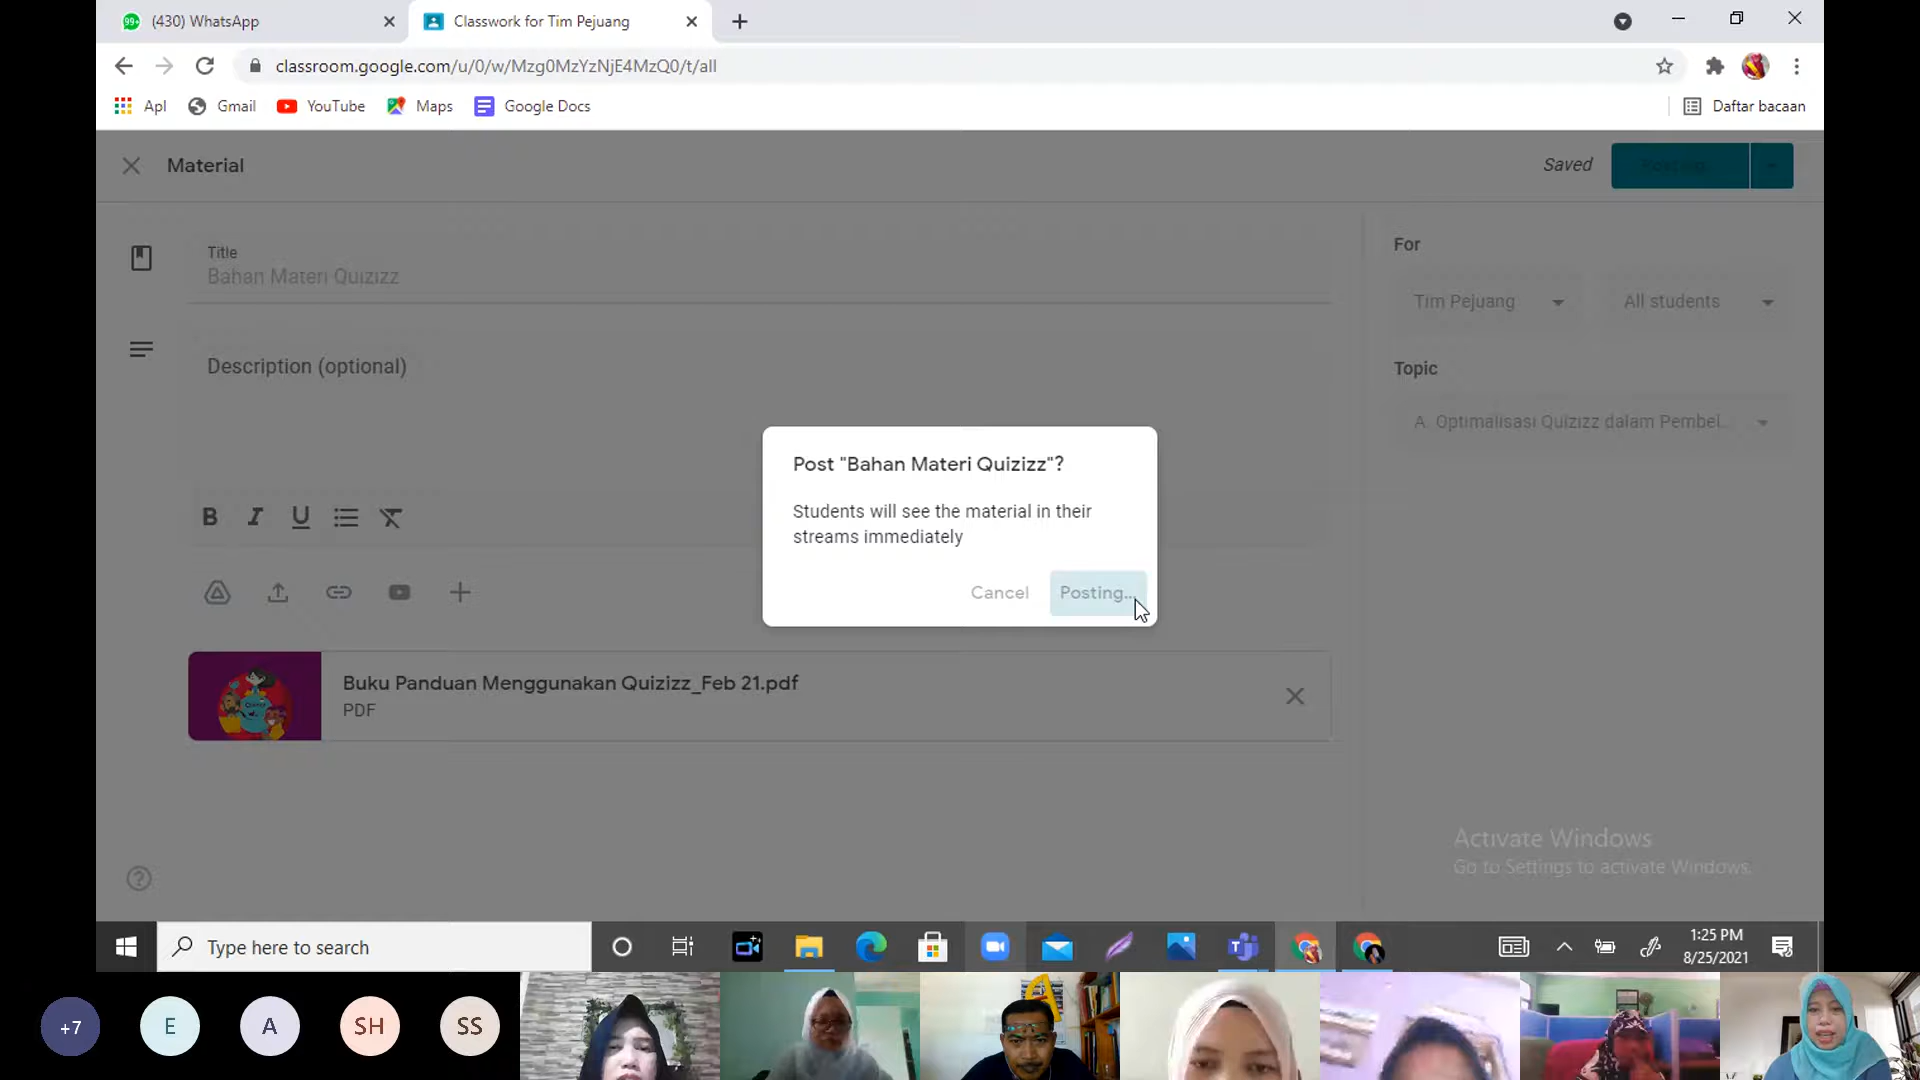 (430) WhatsApp
Classwork for Tim Pejuang
classroom.google.com/u/0/w/Mzg0MzYzNjE4MzQ0/t/all
Apl
Gmail
YouTube
Maps
Google Docs
Daftar bacaan
Material
Saved
Title
Bahan Materi Quizizz
Description (optional)
For
Tim Pejuang
All students
Topic
A. Optimalisasi Quizizz dalam Pembel...
Post "Bahan Materi Quizizz"?
Students will see the material in their
streams immediately
Cancel
Posting...
Buku Panduan Menggunakan Quizizz_Feb 21.pdf
PDF
Activate Windows
Go to Settings to activate Windows.
Type here to search
1:25 PM
8/25/2021
+7
E
A
SH
SS